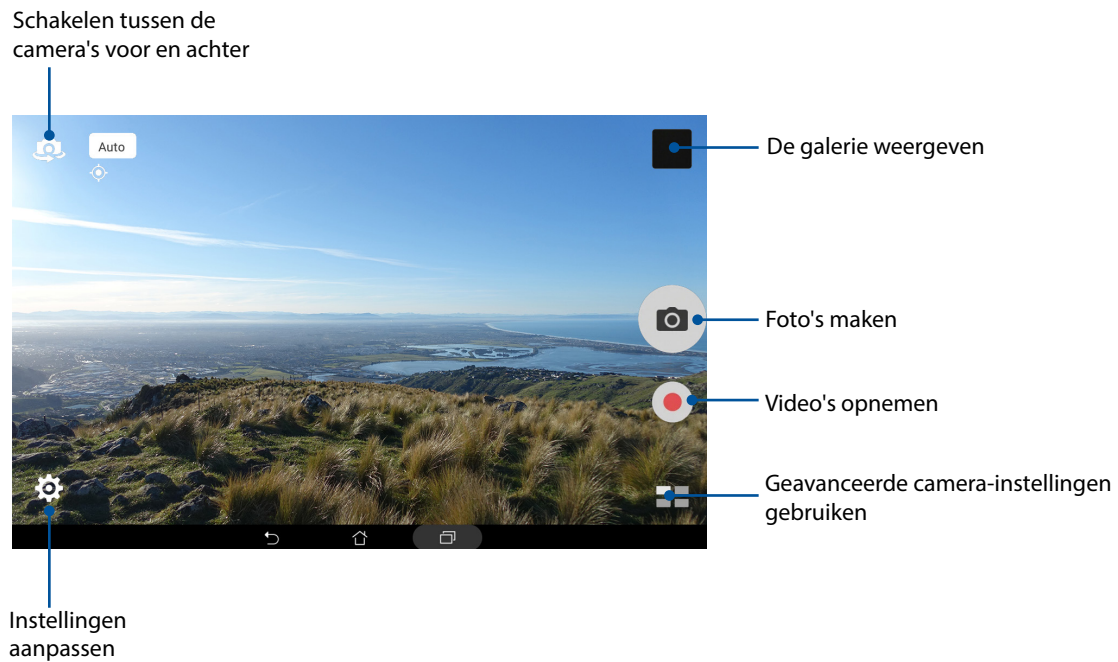 Schakelen tussen de
camera's voor en achter
Auto
De galerie weergeven
Foto's maken
Video's opnemen
Geavanceerde camera-instellingen
gebruiken
Instellingen
aanpassen